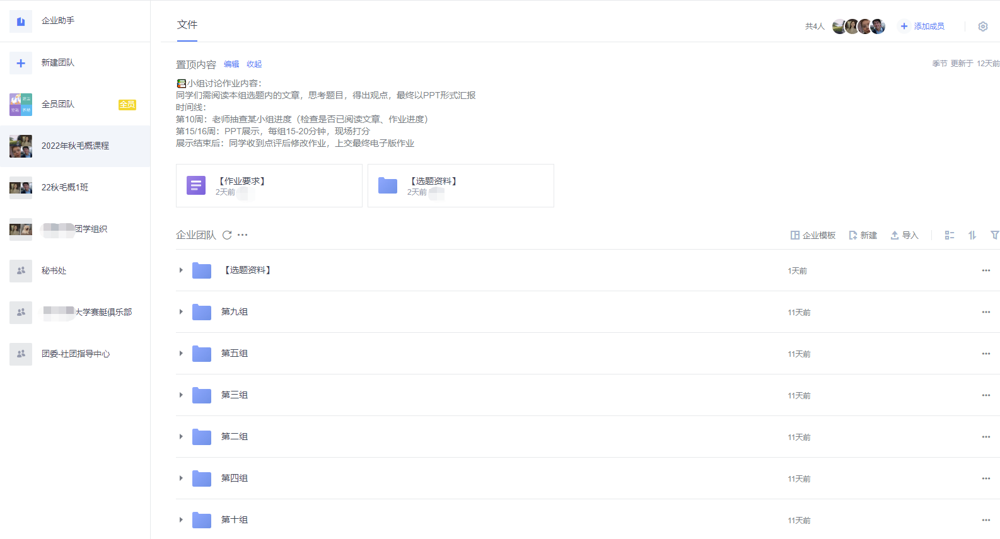 企业助手
新建团队
全员团队
全员
2022年秋毛概课程
22秋毛概1班
团学组织
秘书处
大学赛艇俱乐部
团委-社团指导中心
文件
共4人
添加成员
置顶内容 编辑 收起
季节 更新于 12天前
小组讨论作业内容：
同学们需阅读本组选题内的文章，思考题目，得出观点，最终以PPT形式汇报
时间线：
第10周：老师抽查某小组进度（检查是否已阅读文章、作业进度）
第15/16周：PPT展示，每组15-20分钟，现场打分
展示结束后：同学收到点评后修改作业，上交最终电子版作业
【作业要求】
2天前
【选题资料】
2天前
企业团队
企业模板 新建 导入
【选题资料】 1天前
第九组 11天前
第五组 11天前
第三组 11天前
第二组 11天前
第四组 11天前
第十组 11天前